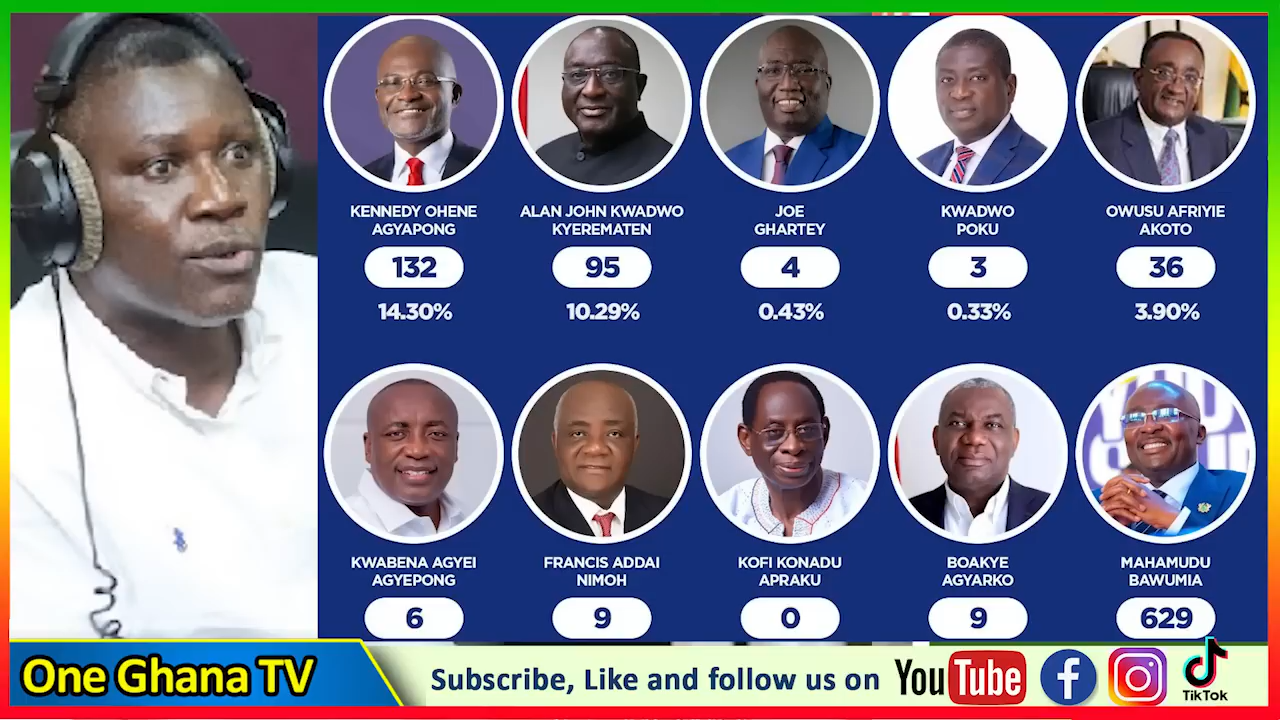 KENNEDY OHENE
AGYAPONG
132
14.30%
ALAN JOHN KWADWO
KYEREMATEN
95
10.29%
JOE
GHARTEY
4
0.43%
KWADWO
POKU
3
0.33%
OWUSU AFRIYIE
AKOTO
36
3.90%
KWABENA AGYEI
AGYEPONG
6
FRANCIS ADDAI
NIMOH
9
KOFI KONADU
APRAKU
0
BOAKYE
AGYARKO
9
MAHAMUDU
BAWUMIA
629
One Ghana TV
Subscribe, Like and follow us on
YouTube
TikTok